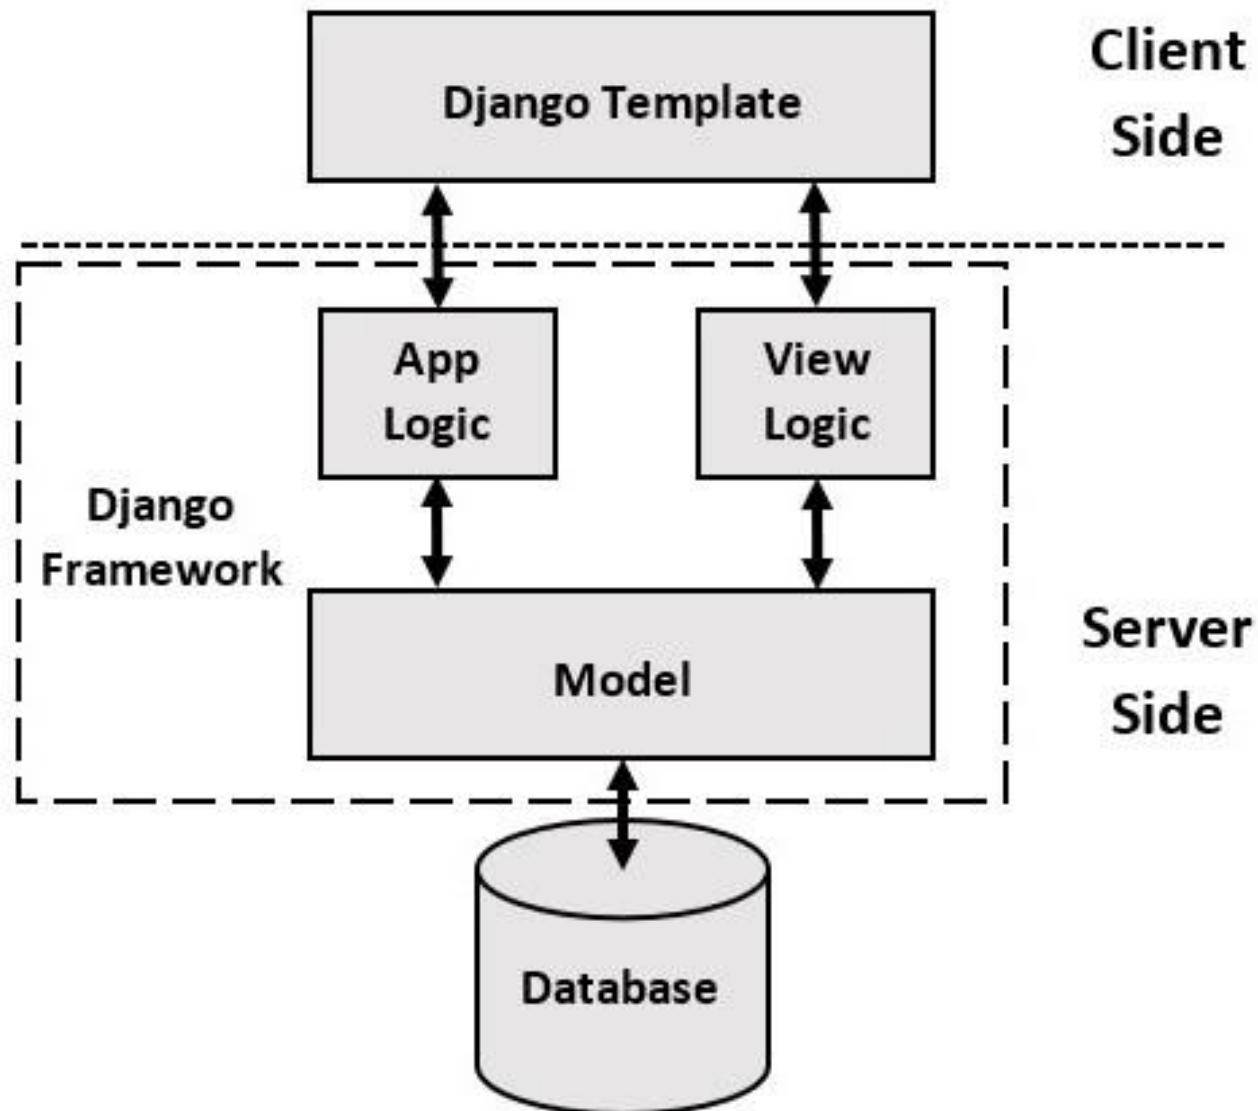 Django Template
Client
Side
App
Logic
View
Logic
Django
Framework
Model
Server
Side
Database